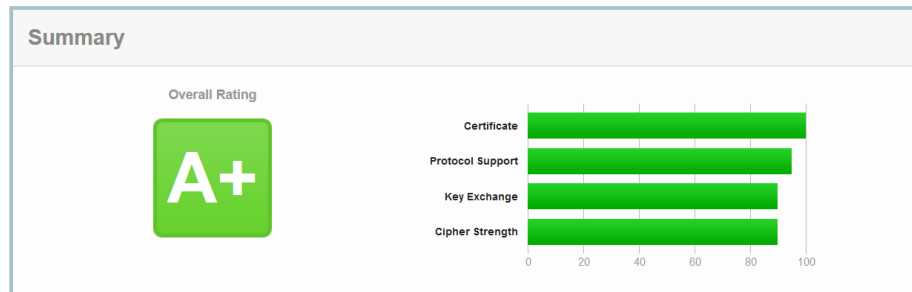 Summary
Overall Rating
A+
Certificate
Protocol Support
Key Exchange
Cipher Strength
0 20 40 60 80 100